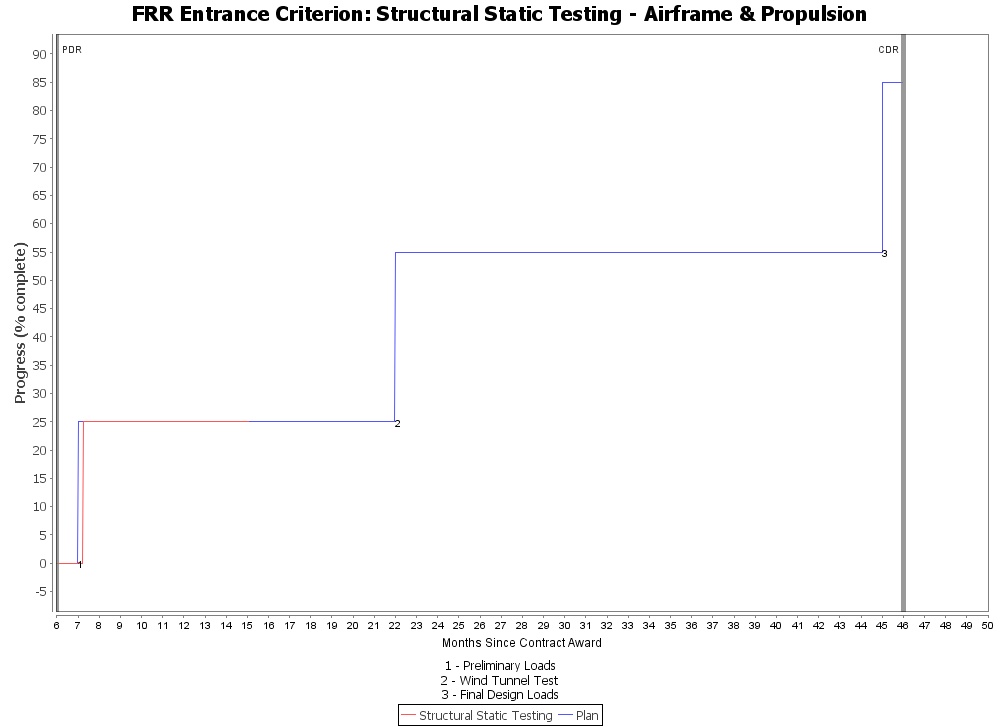 FRR Entrance Criterion: Structural Static Testing - Airframe & Propulsion
PDR
CDR
90
85
80
75
70
65
60
55
50
45
40
35
30
25
20
15
10
5
0
-5
Progress (% complete)
1
2
3
6 7 8 9 10 11 12 13 14 15 16 17 18 19 20 21 22 23 24 25 26 27 28 29 30 31 32 33 34 35 36 37 38 39 40 41 42 43 44 45 46 47 48 49 50
Months Since Contract Award
1 - Preliminary Loads
2 - Wind Tunnel Test
3 - Final Design Loads
Structural Static Testing Plan